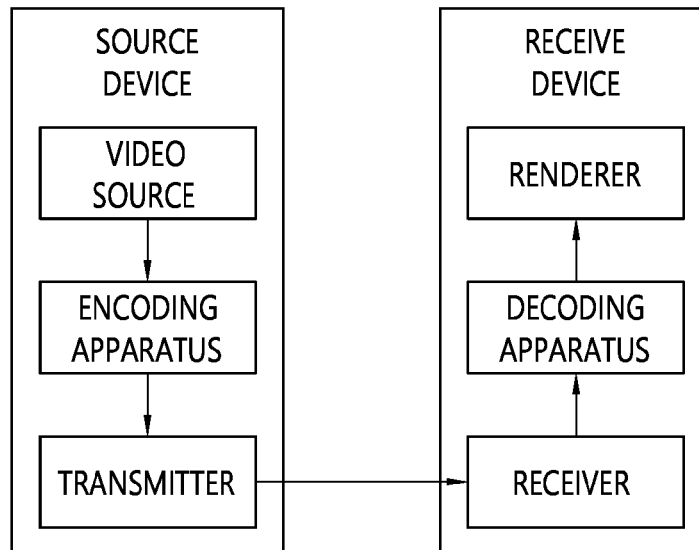 SOURCE
DEVICE
VIDEO
SOURCE
ENCODING
APPARATUS
TRANSMITTER
RECEIVE
DEVICE
RENDERER
DECODING
APPARATUS
RECEIVER